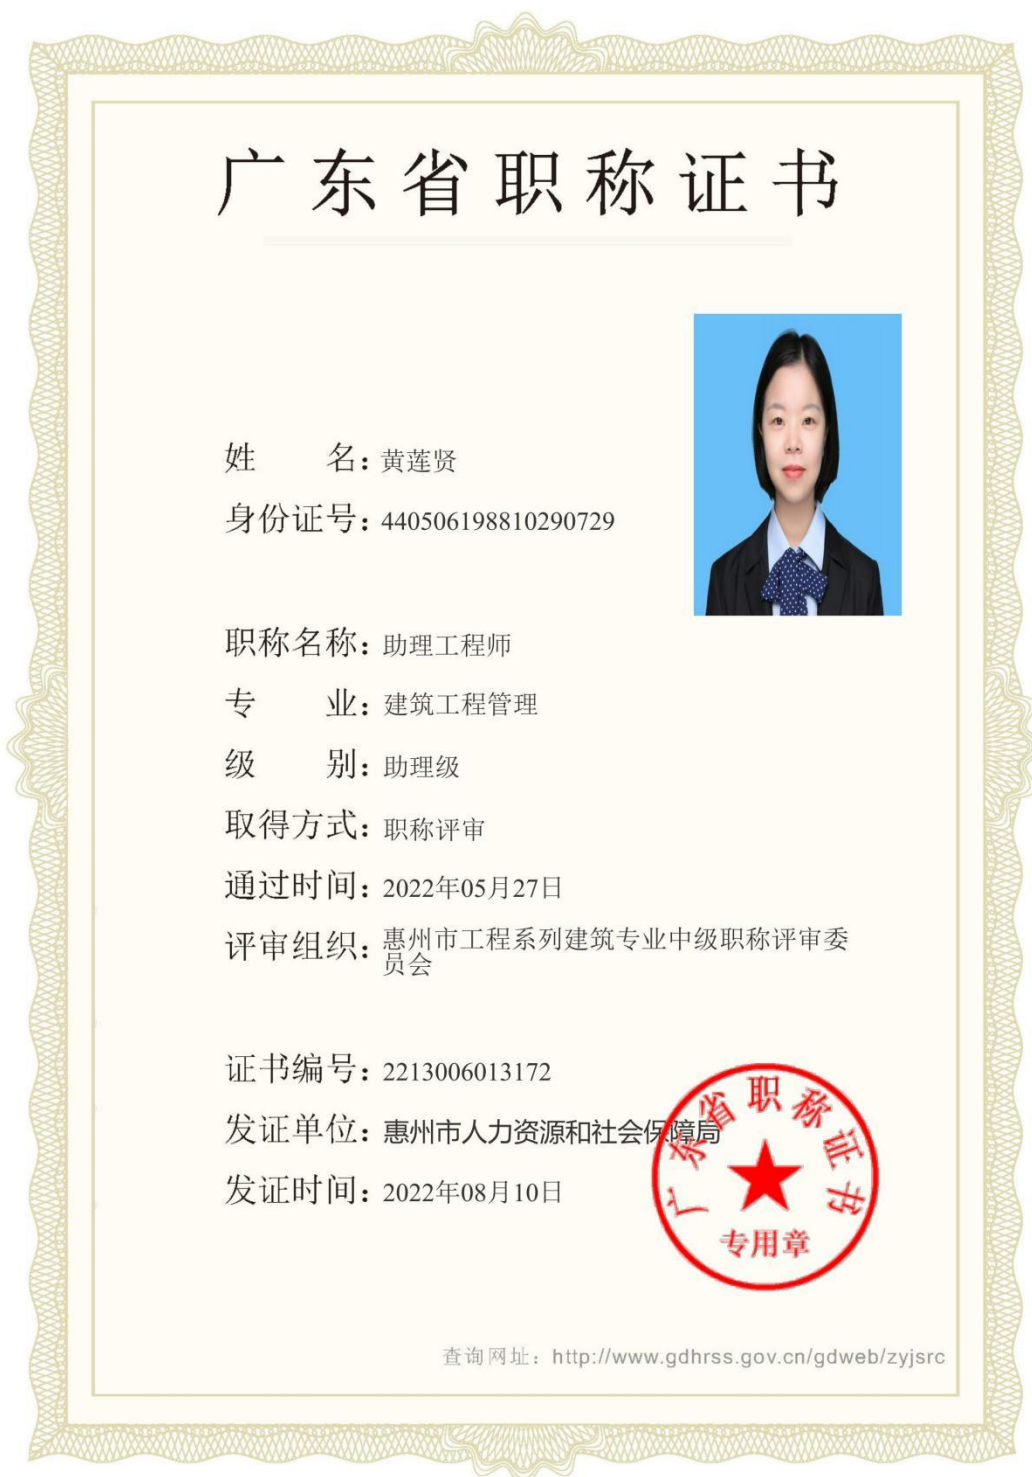 广东省职称证书
姓 名：黄莲贤
身份证号：440506198810290729
职称名称：助理工程师
专 业：建筑工程管理
级 别：助理级
取得方式：职称评审
通过时间：2022年05月27日
评审组织：惠州市工程系列建筑专业中级职称评审委
员会
证书编号：2213006013172
发证单位：惠州市人力资源和社会保障局
发证时间：2022年08月10日
广东省职称证书
专用章
查询网址：http://www.gdhrss.gov.cn/gdweb/zyjsrc